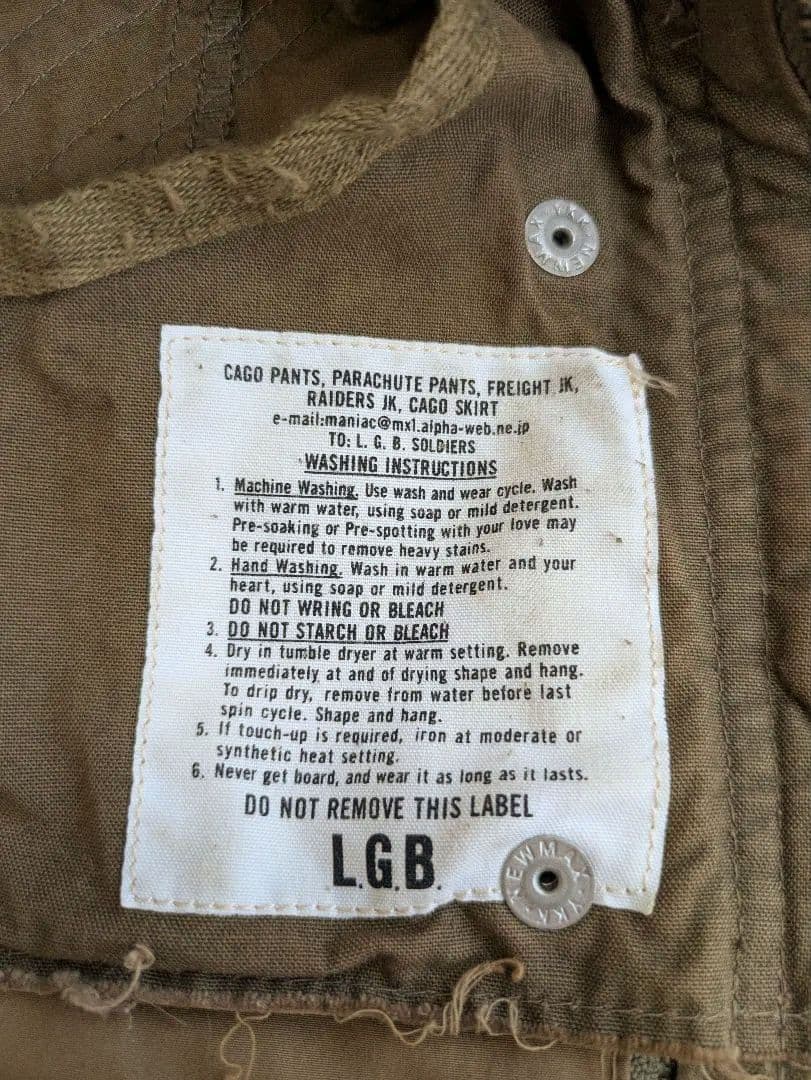 YKK NEWMAX
CAGO PANTS, PARACHUTE PANTS, FREIGHT JK,
RAIDERS JK, CAGO SKIRT
e-mail:maniac@mx1.alpha-web.ne.jp
TO: L. G. B. SOLDIERS
WASHING INSTRUCTIONS
1. Machine Washing. Use wash and wear cycle. Wash
with warm water, using soap or mild detergent.
Pre-soaking or Pre-spotting with your love may
be required to remove heavy stains.
2. Hand Washing. Wash in warm water and your
heart, using soap or mild detergent.
DO NOT WRING OR BLEACH
3. DO NOT STARCH OR BLEACH
4. Dry in tumble dryer at warm setting. Remove
immediately at and of drying shape and hang.
To drip dry, remove from water before last
spin cycle. Shape and hang.
5. If touch-up is required, iron at moderate or
synthetic heat setting.
6. Never get board, and wear it as long as it lasts.
DO NOT REMOVE THIS LABEL
L.G.B.
NEWMAX YKK